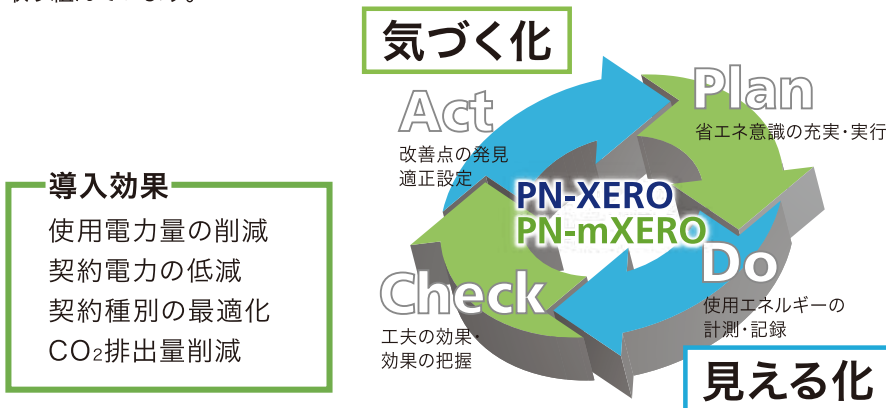 気づく化
Plan
省エネ意識の充実・実行
Act
改善点の発見
適正設定
PN-XERO
PN-mXERO
導入効果
使用電力量の削減
契約電力の低減
契約種別の最適化
CO₂排出量削減
Do
使用エネルギーの
計測・記録
Check
工夫の効果・
効果の把握
見える化